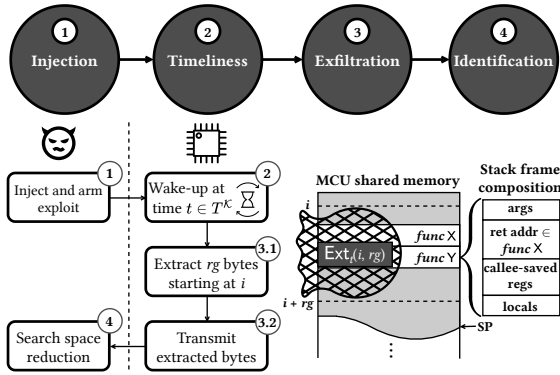 1
Injection
2
Timeliness
3
Exfiltration
4
Identification
1
Inject and arm
exploit
2
Wake-up at
time t ∈ T^𝒦
3.1
Extract rg bytes
starting at i
3.2
Transmit
extracted bytes
4
Search space
reduction
MCU shared memory
i
func X
Ext_t(i, rg)
func Y
i + rg
SP
⋮
Stack frame
composition
args
ret addr ∈
func X
callee-saved
regs
locals